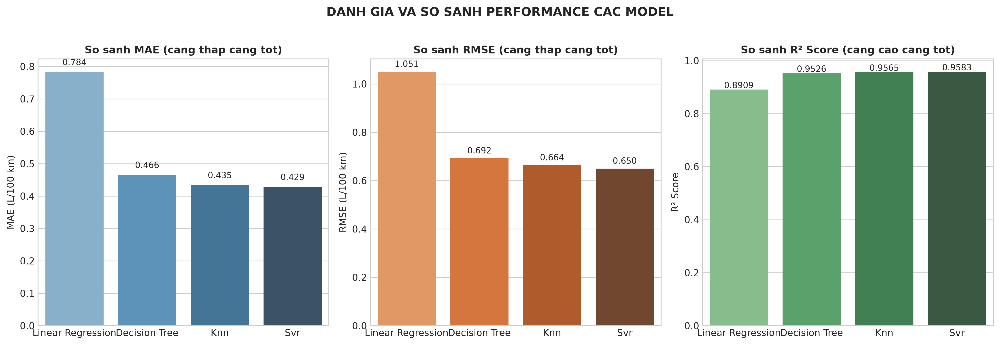 DANH GIA VA SO SANH PERFORMANCE CAC MODEL
So sanh MAE (cang thap cang tot)
MAE (L/100 km)
0.8
0.7
0.6
0.5
0.4
0.3
0.2
0.1
0.0
0.784
0.466
0.435
0.429
Linear Regression
Decision Tree
Knn
Svr
So sanh RMSE (cang thap cang tot)
RMSE (L/100 km)
1.0
0.8
0.6
0.4
0.2
0.0
1.051
0.692
0.664
0.650
Linear Regression
Decision Tree
Knn
Svr
So sanh R² Score (cang cao cang tot)
R² Score
1.0
0.8
0.6
0.4
0.2
0.0
0.8909
0.9526
0.9565
0.9583
Linear Regression
Decision Tree
Knn
Svr